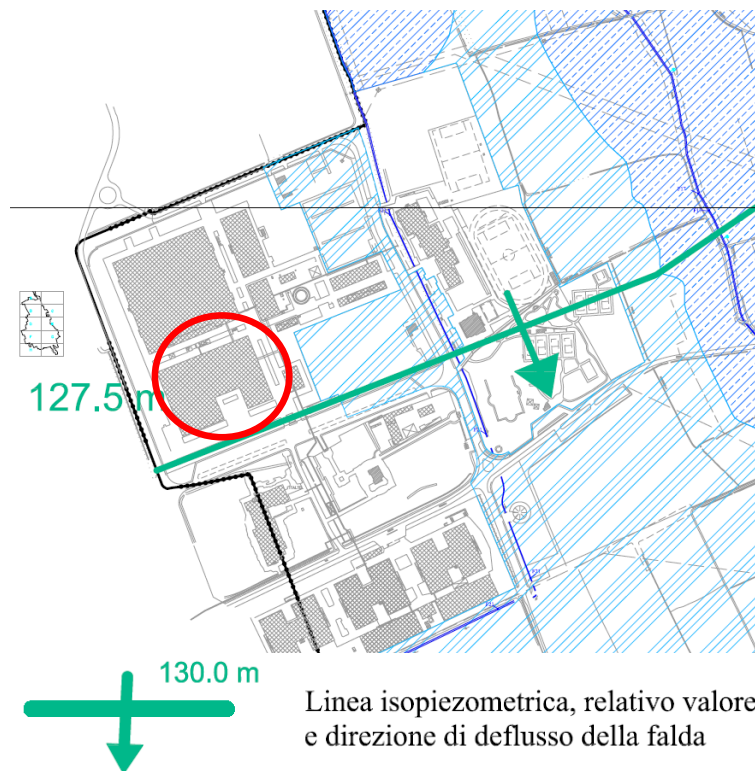 127.5 m
130.0 m
Linea isopiezometrica, relativo valore
e direzione di deflusso della falda